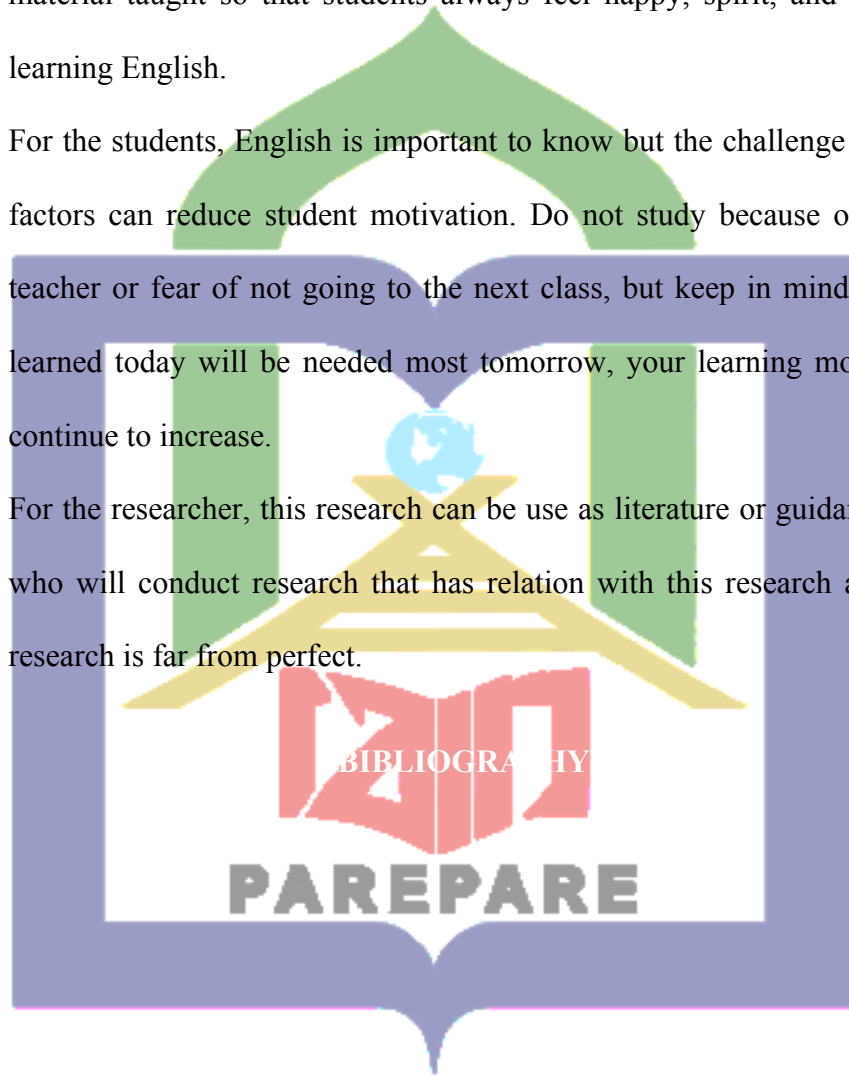 material taught so that students always feel happy, spirit, and
learning English.
For the students, English is important to know but the challenge
factors can reduce student motivation. Do not study because o
teacher or fear of not going to the next class, but keep in mind
learned today will be needed most tomorrow, your learning mo
continue to increase.
For the researcher, this research can be use as literature or guida
who will conduct research that has relation with this research a
research is far from perfect.
BIBLIOGRAPHY
IAIN
PAREPARE